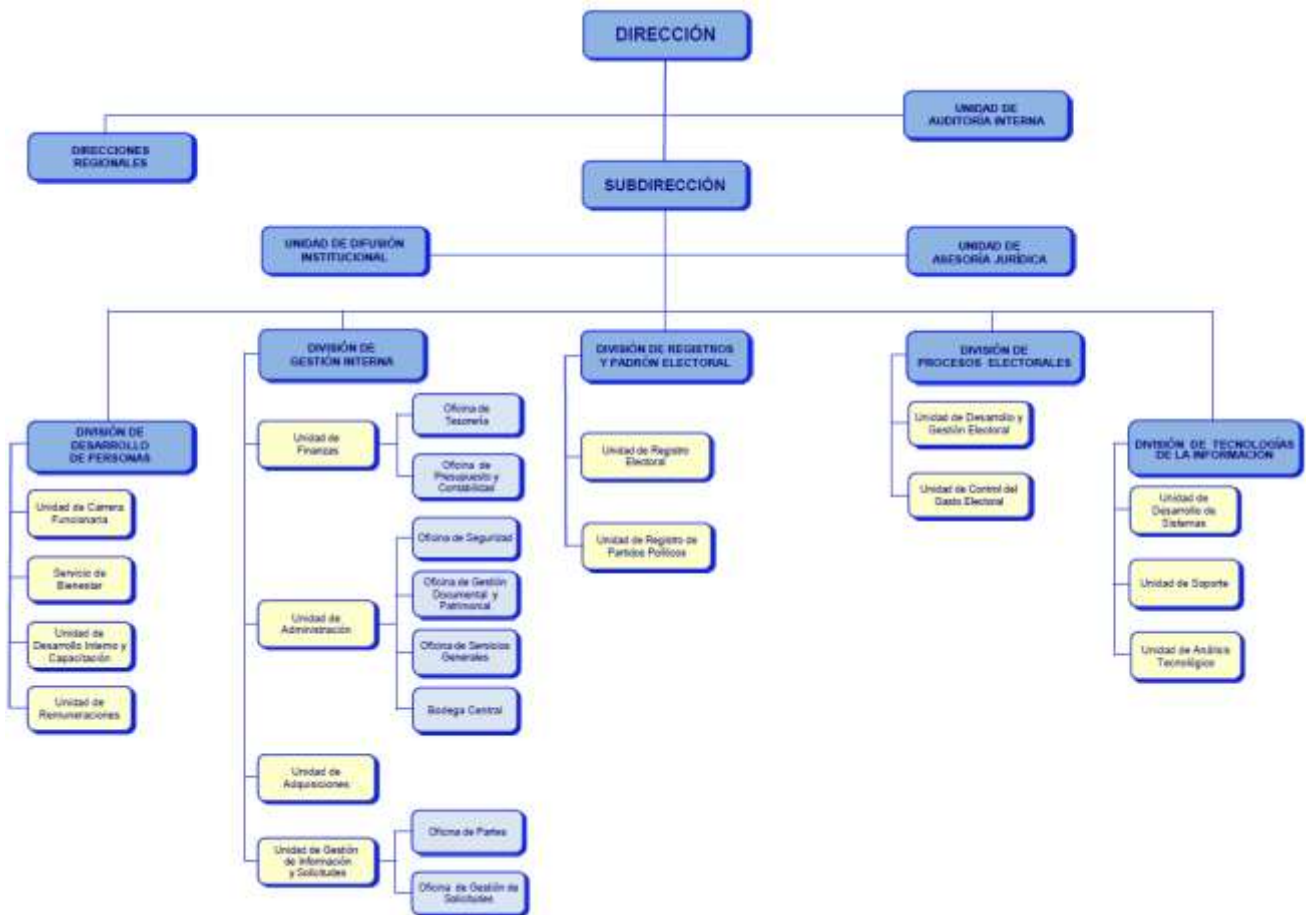 DIRECCIÓN
UNIDAD DE
AUDITORÍA INTERNA
DIRECCIONES
REGIONALES
SUBDIRECCIÓN
UNIDAD DE DIFUSIÓN
INSTITUCIONAL
UNIDAD DE
ASESORÍA JURÍDICA
DIVISIÓN DE
GESTIÓN INTERNA
DIVISIÓN DE REGISTROS
Y PADRÓN ELECTORAL
DIVISIÓN DE
PROCESOS ELECTORALES
DIVISIÓN DE
DESARROLLO
DE PERSONAS
DIVISIÓN DE TECNOLOGÍAS
DE LA INFORMACIÓN
Unidad de Carrera
Funcionaria
Servicio de
Bienestar
Unidad de
Desarrollo Interno y
Capacitación
Unidad de
Remuneraciones
Unidad de
Finanzas
Oficina de
Tesorería
Oficina de
Presupuesto y
Contabilidad
Unidad de
Administración
Oficina de Seguridad
Oficina de Gestión
Documental y
Patrimonial
Oficina de Servicios
Generales
Bodega Central
Unidad de
Adquisiciones
Unidad de Gestión
de Información
y Solicitudes
Oficina de Partes
Oficina de Gestión de
Solicitudes
Unidad de Registro
Electoral
Unidad de Registro de
Partidos Políticos
Unidad de Desarrollo y
Gestión Electoral
Unidad de Control del
Gasto Electoral
Unidad de
Desarrollo de
Sistemas
Unidad de Soporte
Unidad de Análisis
Tecnológico